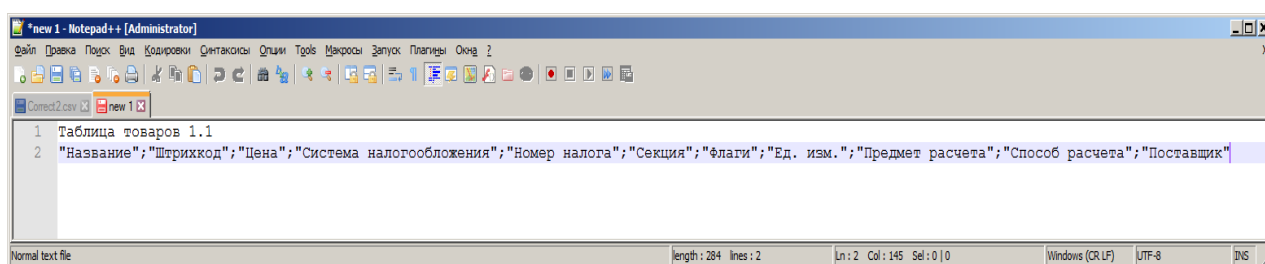 *new 1 - Notepad++ [Administrator]
Файл Правка Поиск Вид Кодировки Синтаксисы Опции Tools Макросы Запуск Плагины Окна ?
Correct2.csv new 1
1 Таблица товаров 1.1
2 "Название";"Штрихкод";"Цена";"Система налогообложения";"Номер налога";"Секция";"Флаги";"Ед. изм.";"Предмет расчета";"Способ расчета";"Поставщик"
Normal text file length : 284 lines : 2 Ln : 2 Col : 145 Sel : 0 | 0 Windows (CR LF) UTF-8 INS